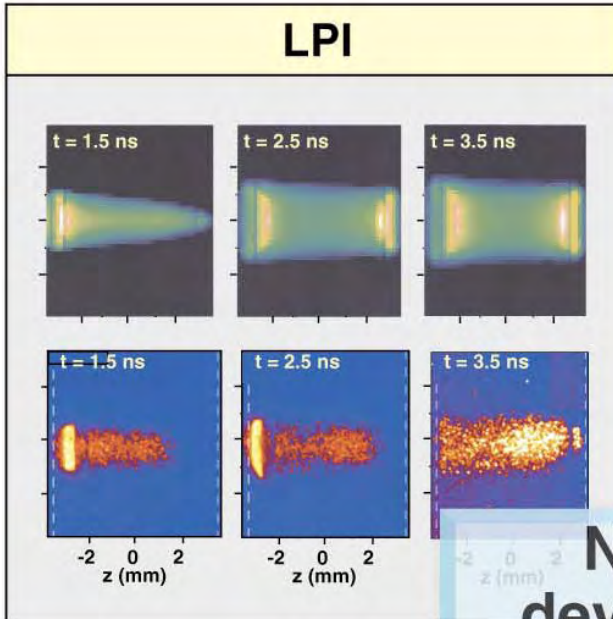 LPI
t = 1.5 ns t = 2.5 ns t = 3.5 ns
t = 1.5 ns t = 2.5 ns t = 3.5 ns
-2 0 2 -2 0 2 -2 0 2
z (mm) z (mm) z (mm)